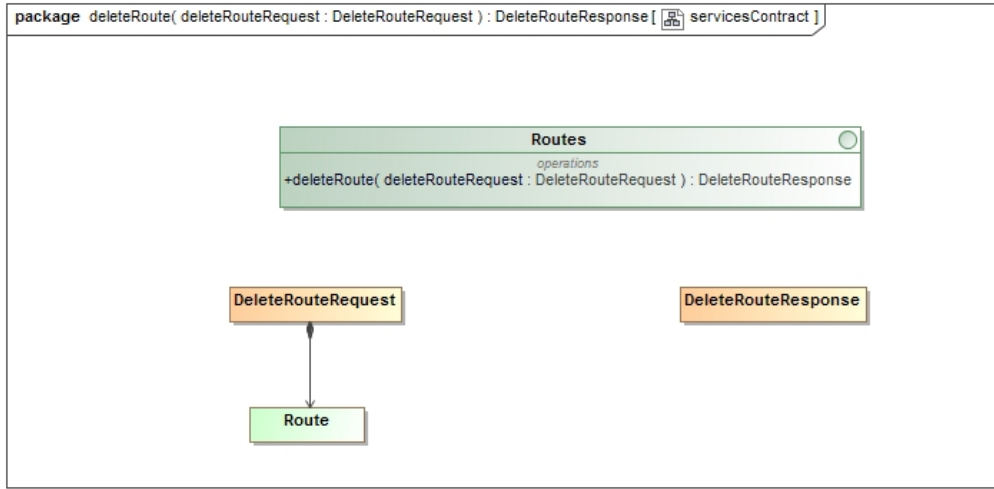 package deleteRoute( deleteRouteRequest : DeleteRouteRequest ) : DeleteRouteResponse [ servicesContract ]
Routes
operations
+deleteRoute( deleteRouteRequest : DeleteRouteRequest ) : DeleteRouteResponse
DeleteRouteRequest
DeleteRouteResponse
Route